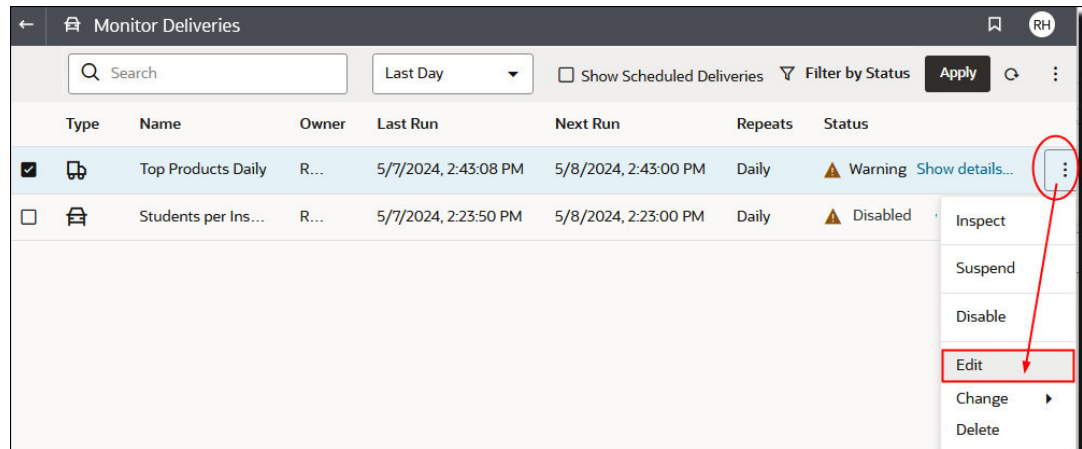 Monitor Deliveries RH
Search Last Day Show Scheduled Deliveries Filter by Status Apply
Type Name Owner Last Run Next Run Repeats Status
Top Products Daily R... 5/7/2024, 2:43:08 PM 5/8/2024, 2:43:00 PM Daily Warning Show details...
Students per Ins... R... 5/7/2024, 2:23:50 PM 5/8/2024, 2:23:00 PM Daily Disabled
Inspect
Suspend
Disable
Edit
Change
Delete